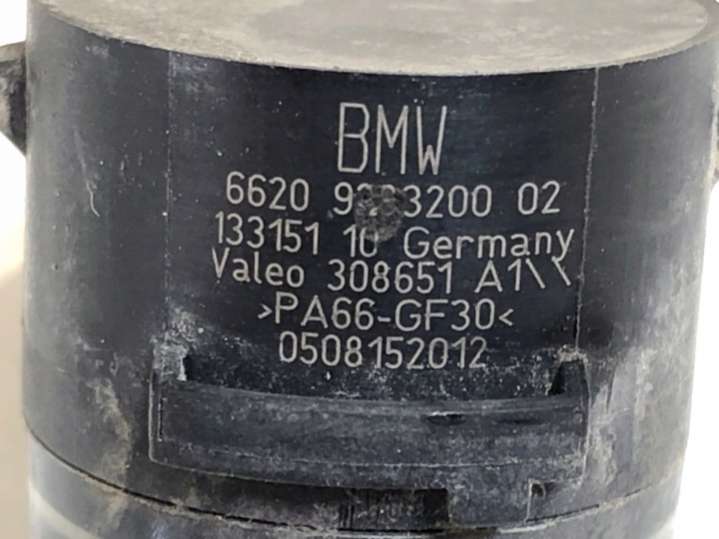 BMW
6620 02
133151 10 Germany
Valeo 308651 A1\\
>PA66-GF30<
0508152012